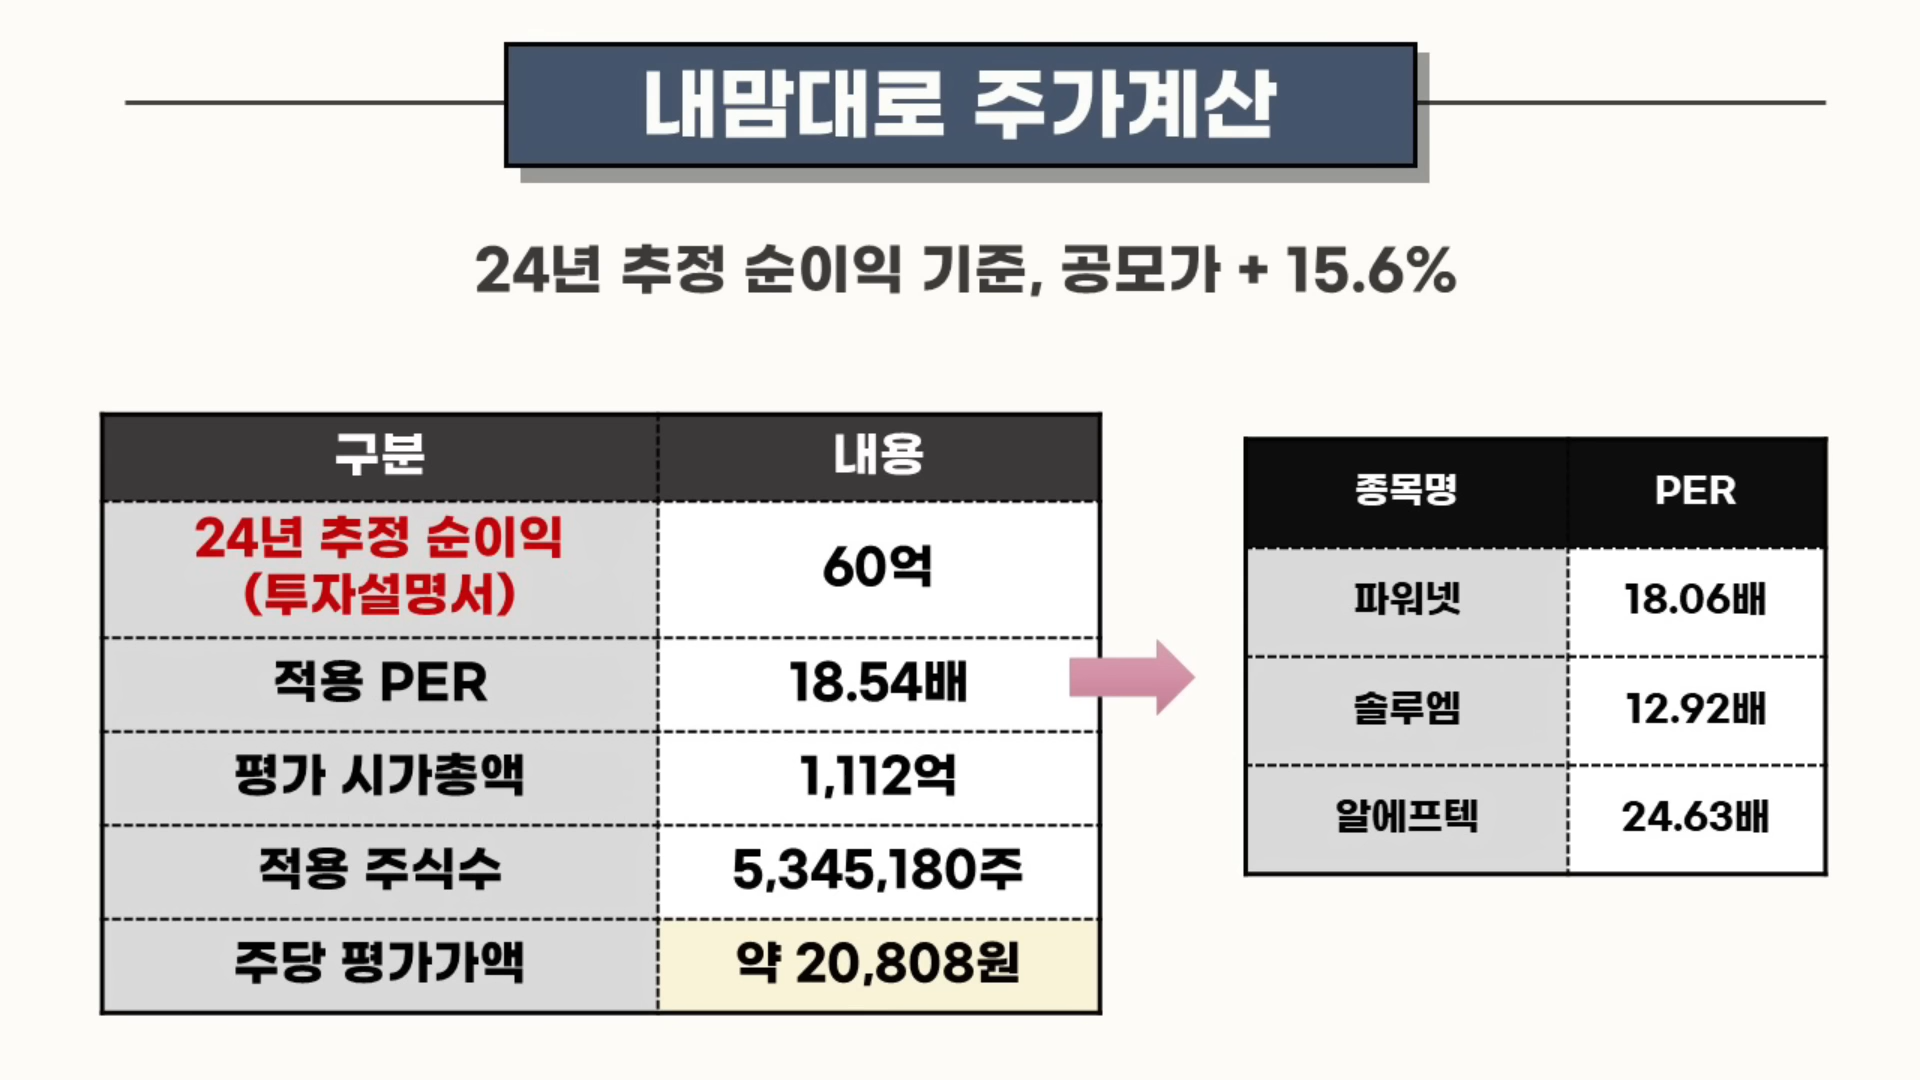 내맘대로 주가계산
24년 추정 순이익 기준, 공모가 + 15.6%
구분 내용
24년 추정 순이익
(투자설명서) 60억
적용 PER 18.54배
평가 시가총액 1,112억
적용 주식수 5,345,180주
주당 평가가액 약 20,808원
종목명 PER
파워넷 18.06배
솔루엠 12.92배
알에프텍 24.63배